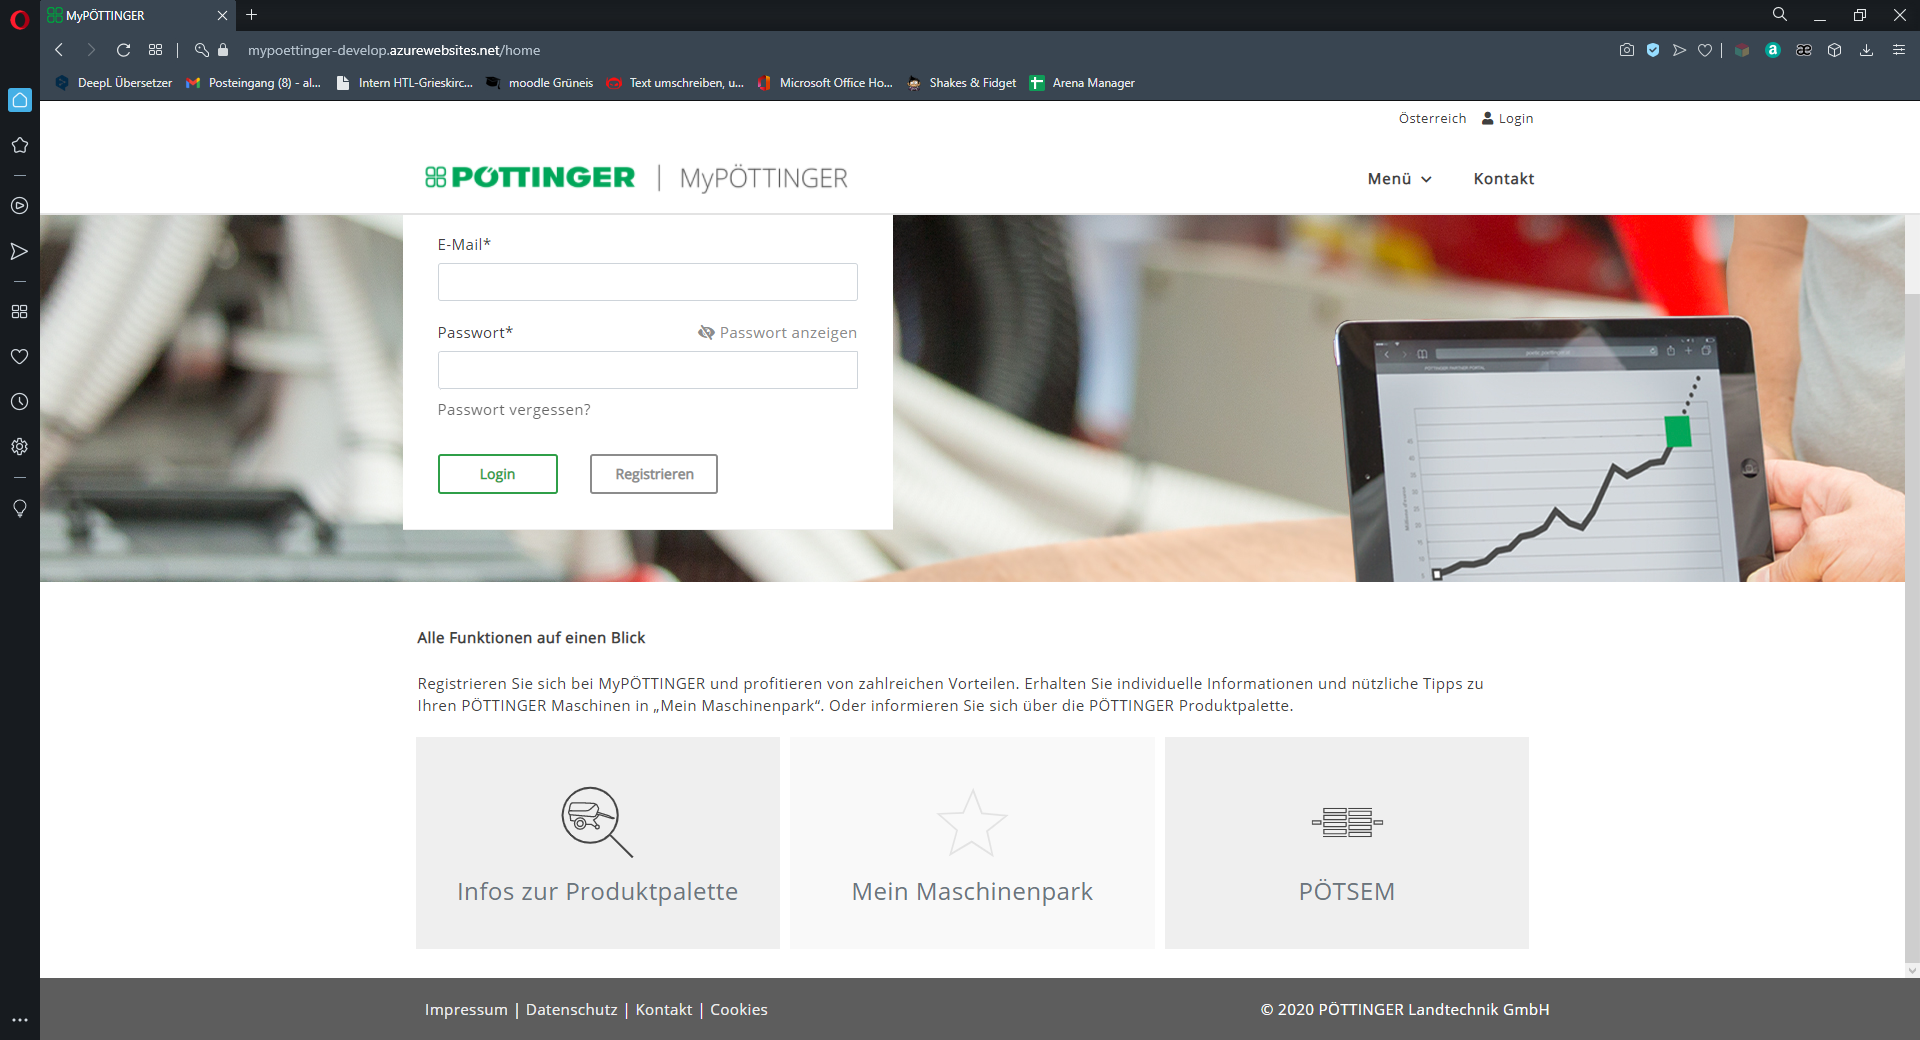 MyPÖTTINGER
mypoettinger-develop.azurewebsites.net/home
DeepL Übersetzer
Posteingang (8) - al...
Intern HTL-Grieskirc...
moodle Grüneis
Text umschreiben, u...
Microsoft Office Ho...
Shakes & Fidget
Arena Manager
Österreich
Login
PÖTTINGER | MyPÖTTINGER
Menü
Kontakt
E-Mail*
Passwort*
Passwort anzeigen
Passwort vergessen?
Login
Registrieren
Alle Funktionen auf einen Blick
Registrieren Sie sich bei MyPÖTTINGER und profitieren von zahlreichen Vorteilen. Erhalten Sie individuelle Informationen und nützliche Tipps zu
Ihren PÖTTINGER Maschinen in „Mein Maschinenpark“. Oder informieren Sie sich über die PÖTTINGER Produktpalette.
Infos zur Produktpalette
Mein Maschinenpark
PÖTSEM
Impressum | Datenschutz | Kontakt | Cookies
© 2020 PÖTTINGER Landtechnik GmbH